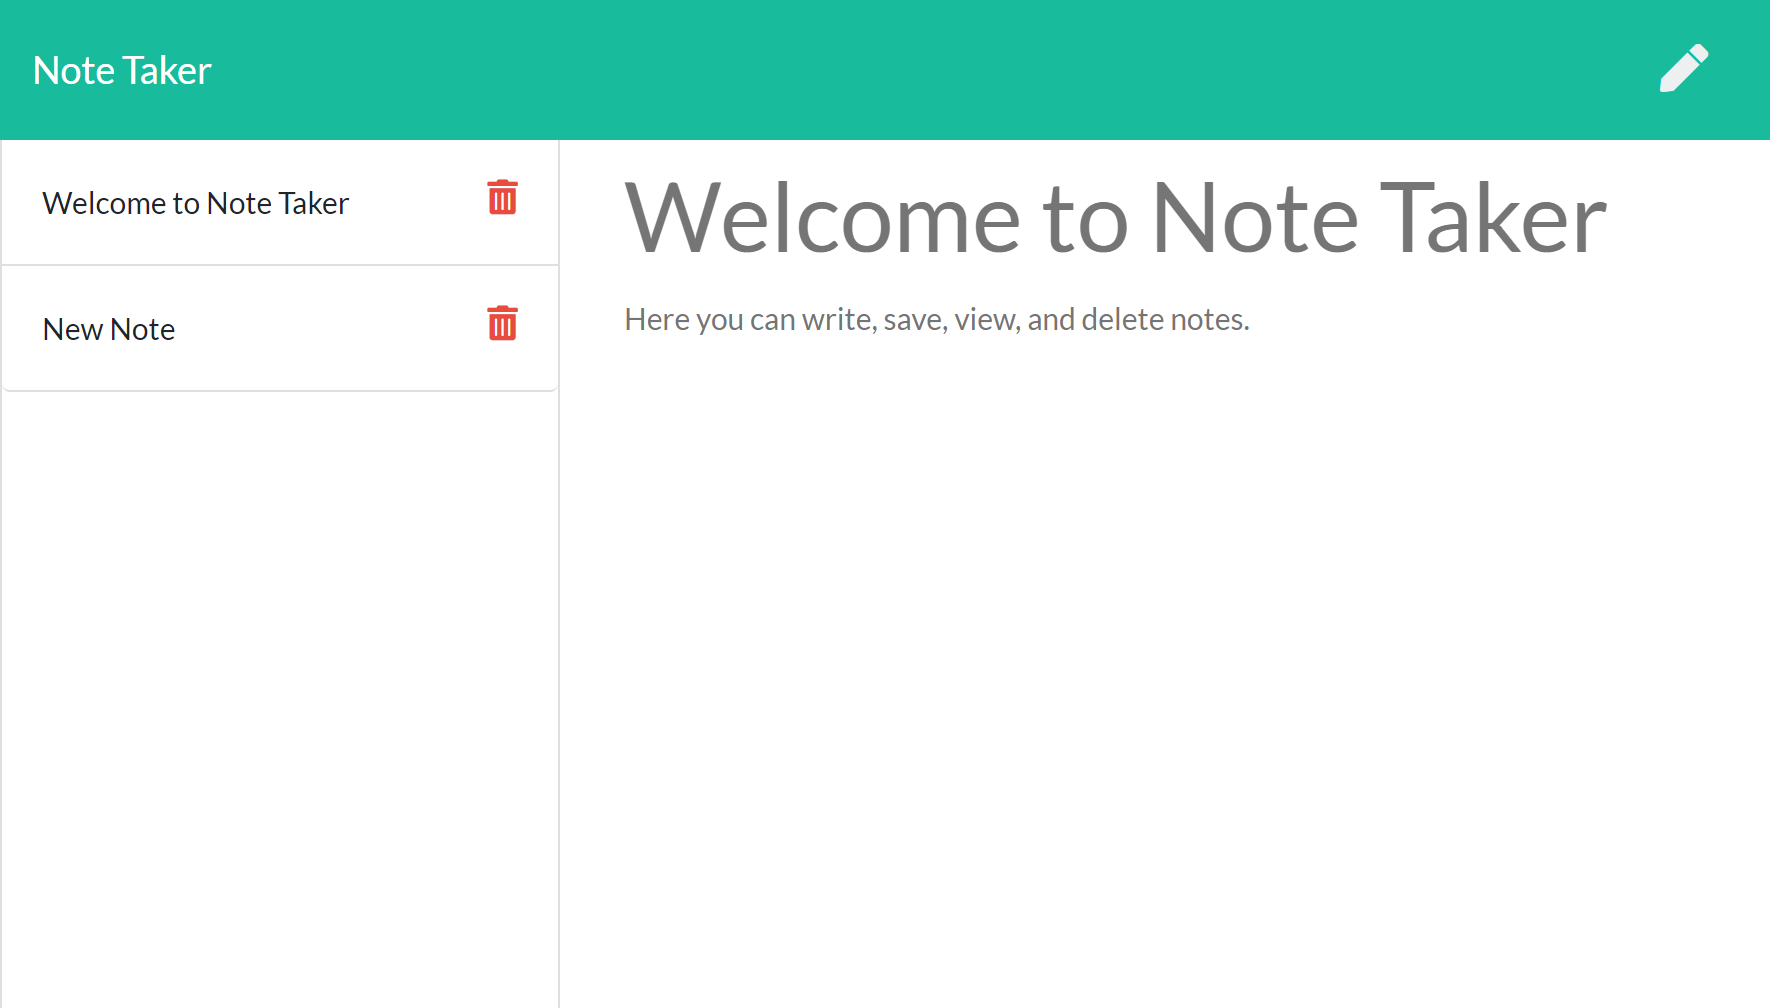 Note Taker
Welcome to Note Taker
New Note
Welcome to Note Taker
Here you can write, save, view, and delete notes.